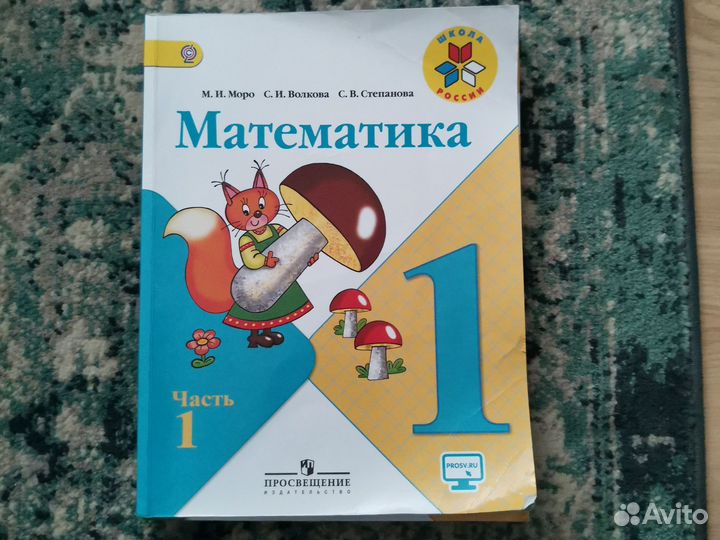 ШКОЛА
РОССИИ
М. И. Моро С. И. Волкова С. В. Степанова
Математика
1
Часть
1
PROSV.RU
ПРОСВЕЩЕНИЕ
ИЗДАТЕЛЬСТВО
Avito